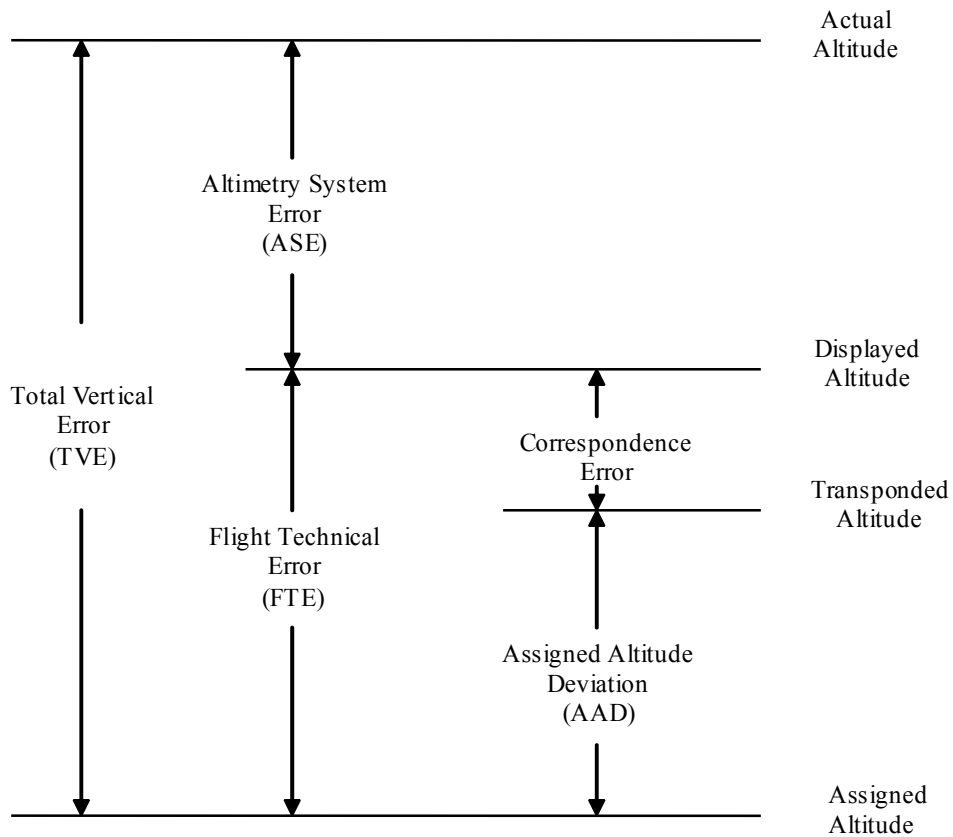 Actual
Altitude
Altimetry System
Error
(ASE)
Displayed
Altitude
Total Vertical
Error
(TVE)
Correspondence
Error
Transponded
Altitude
Flight Technical
Error
(FTE)
Assigned Altitude
Deviation
(AAD)
Assigned
Altitude